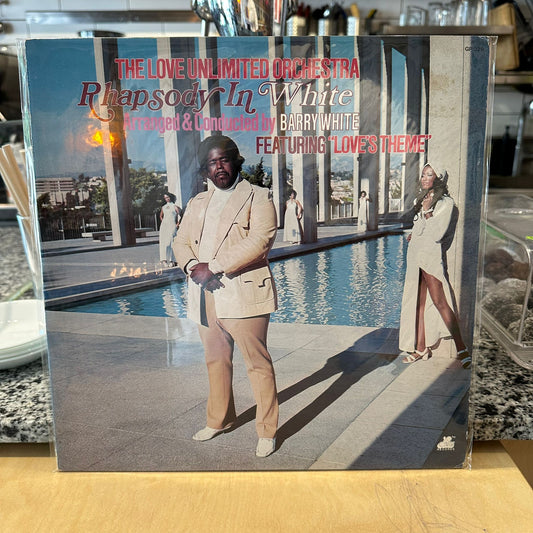 THE LOVE UNLIMITED ORCHESTRA
Rhapsody In White
Arranged & Conducted by BARRY WHITE
FEATURING "LOVE'S THEME"